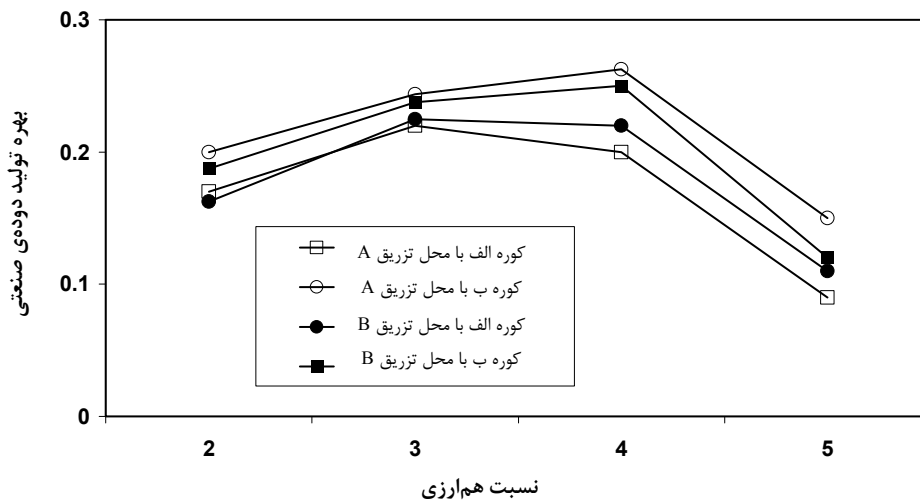 0.3
0.2
0.1
0
بهره تولید دوده‌ی صنعتی
کوره الف با محل تزریق A
کوره ب با محل تزریق A
کوره الف با محل تزریق B
کوره ب با محل تزریق B
2 3 4 5
نسبت هم‌ارزی